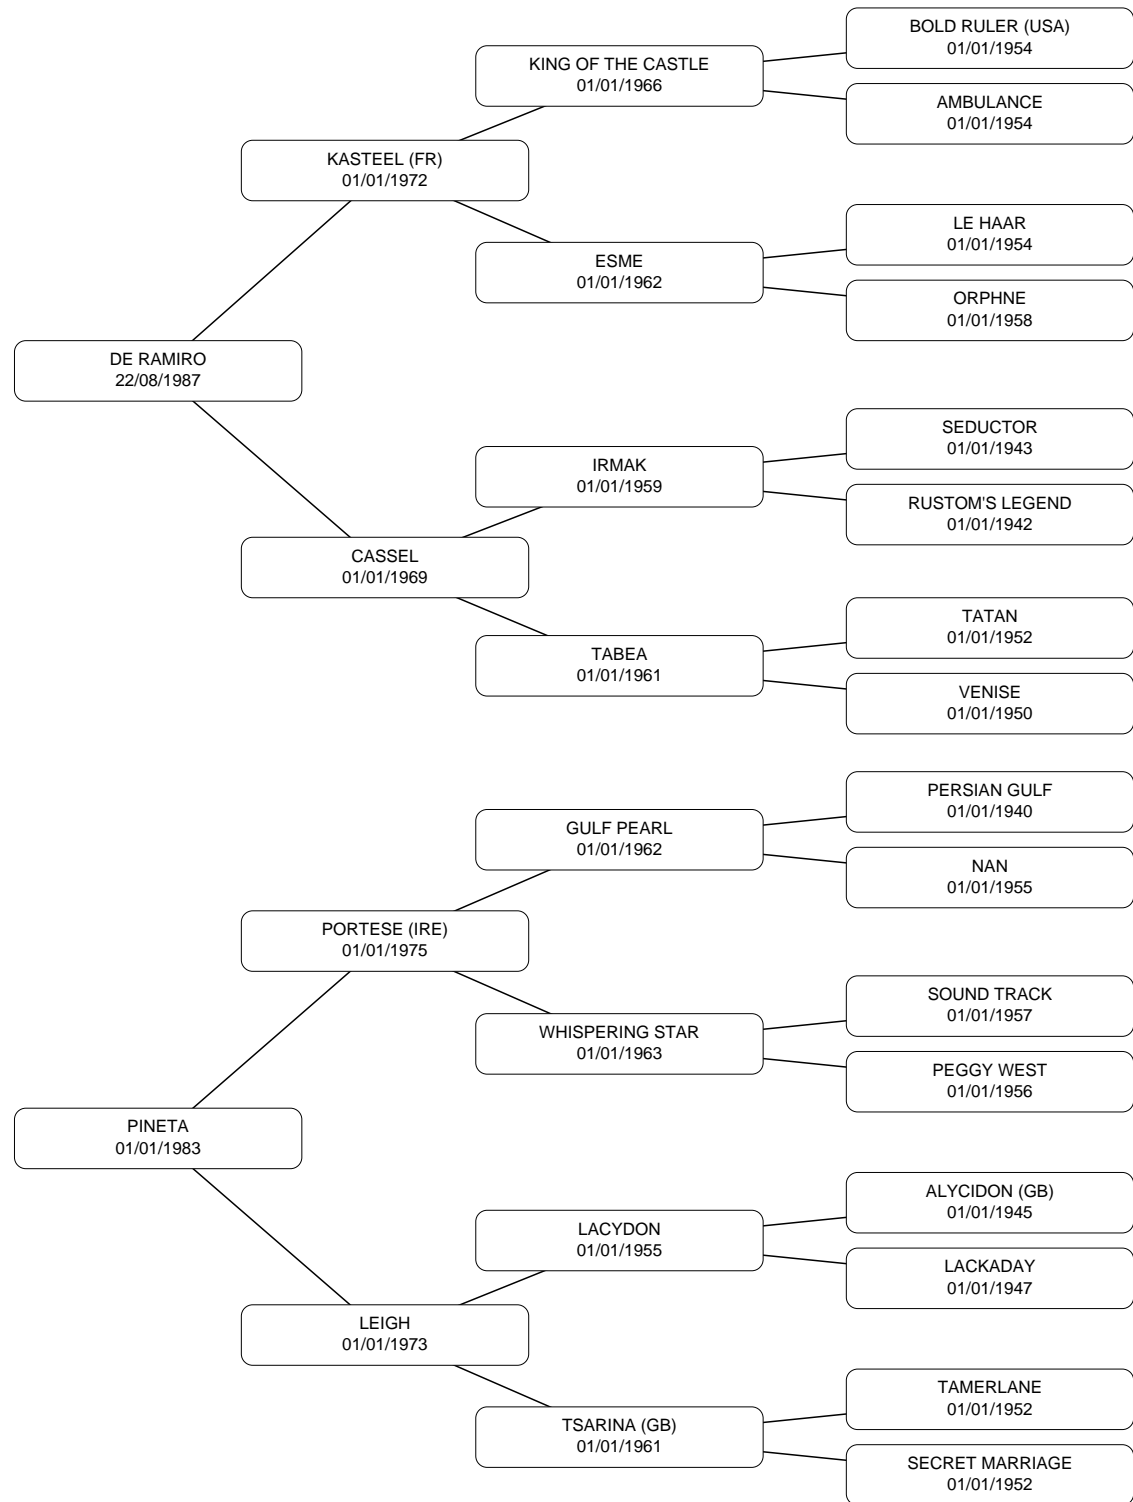 BOLD RULER (USA)
01/01/1954
KING OF THE CASTLE
01/01/1966
AMBULANCE
01/01/1954
KASTEEL (FR)
01/01/1972
LE HAAR
01/01/1954
ESME
01/01/1962
ORPHNE
01/01/1958
DE RAMIRO
22/08/1987
SEDUCTOR
01/01/1943
IRMAK
01/01/1959
RUSTOM'S LEGEND
01/01/1942
CASSEL
01/01/1969
TATAN
01/01/1952
TABEA
01/01/1961
VENISE
01/01/1950
PERSIAN GULF
01/01/1940
GULF PEARL
01/01/1962
NAN
01/01/1955
PORTESE (IRE)
01/01/1975
SOUND TRACK
01/01/1957
WHISPERING STAR
01/01/1963
PEGGY WEST
01/01/1956
PINETA
01/01/1983
ALYCIDON (GB)
01/01/1945
LACYDON
01/01/1955
LACKADAY
01/01/1947
LEIGH
01/01/1973
TAMERLANE
01/01/1952
TSARINA (GB)
01/01/1961
SECRET MARRIAGE
01/01/1952